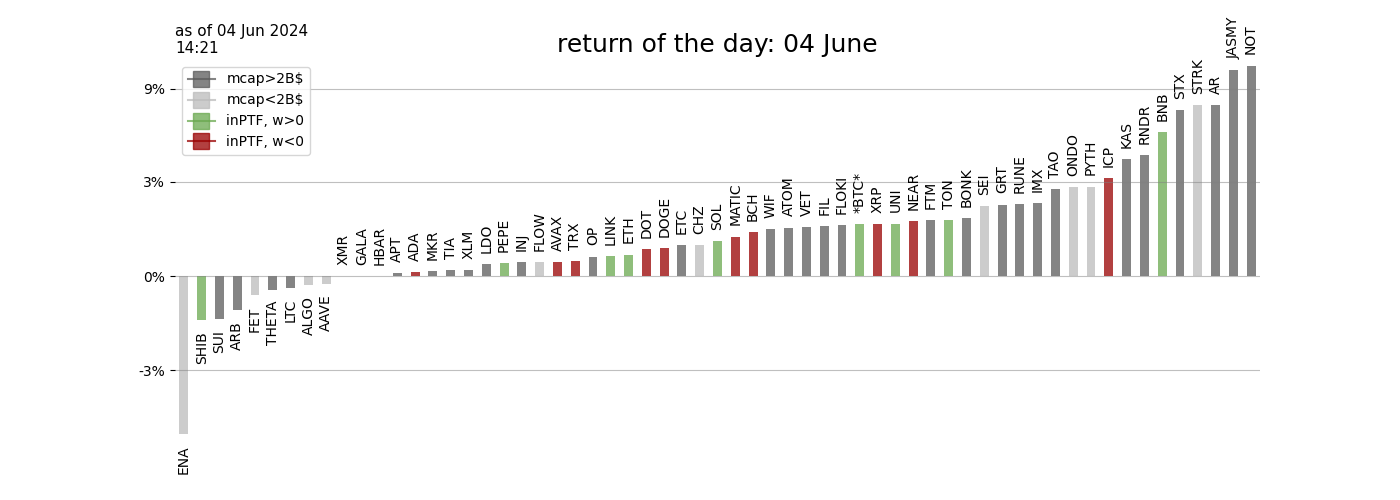 as of 04 Jun 2024
14:21
return of the day: 04 June
mcap>2B$
mcap<2B$
inPTF, w>0
inPTF, w<0
9%
3%
0%
-3%
ENA
SHIB
SUI
ARB
FET
THETA
LTC
ALGO
AAVE
XMR
GALA
HBAR
APT
ADA
MKR
TIA
XLM
LDO
PEPE
INJ
FLOW
AVAX
TRX
OP
LINK
ETH
DOT
DOGE
ETC
CHZ
SOL
MATIC
BCH
WIF
ATOM
VET
FIL
FLOKI
*BTC*
XRP
UNI
NEAR
FTM
TON
BONK
SEI
GRT
RUNE
IMX
TAO
ONDO
PYTH
ICP
KAS
RNDR
BNB
STX
STRK
AR
JASMY
NOT